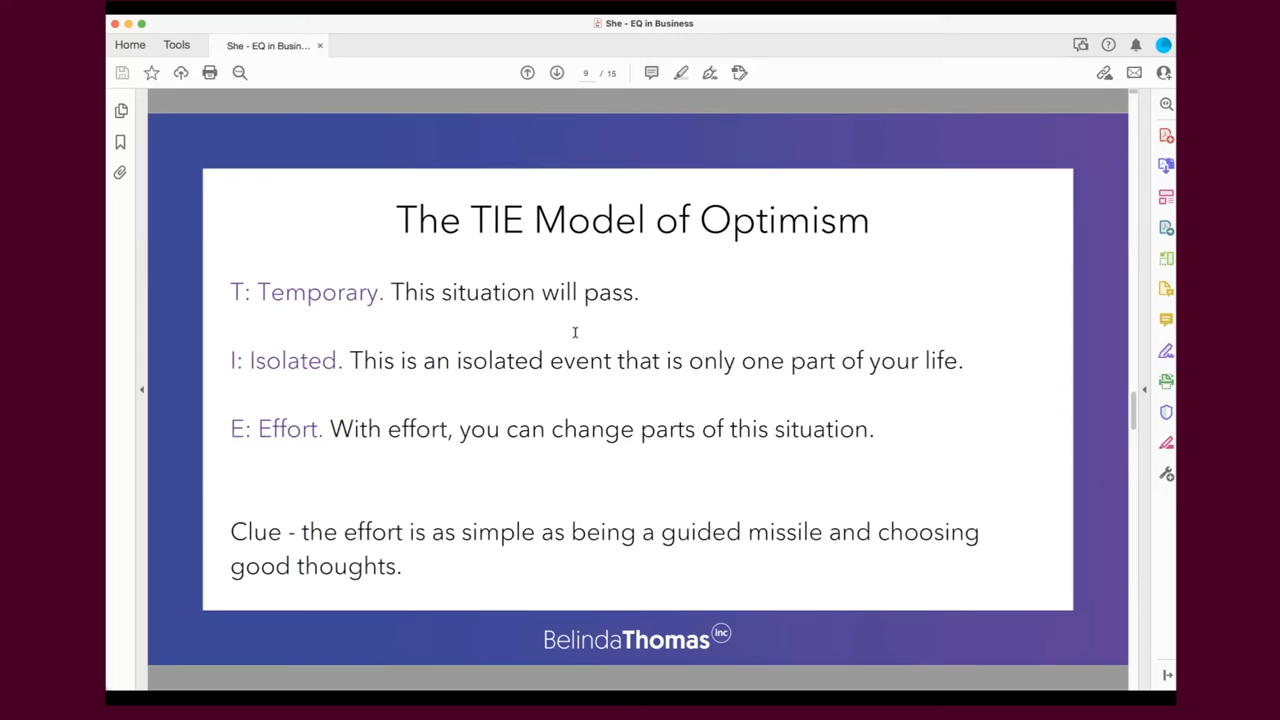 She - EQ in Business
Home Tools She - EQ in Busin... ×
9 / 15
The TIE Model of Optimism
T: Temporary. This situation will pass.
I: Isolated. This is an isolated event that is only one part of your life.
E: Effort. With effort, you can change parts of this situation.
Clue - the effort is as simple as being a guided missile and choosing
good thoughts.
BelindaThomas inc